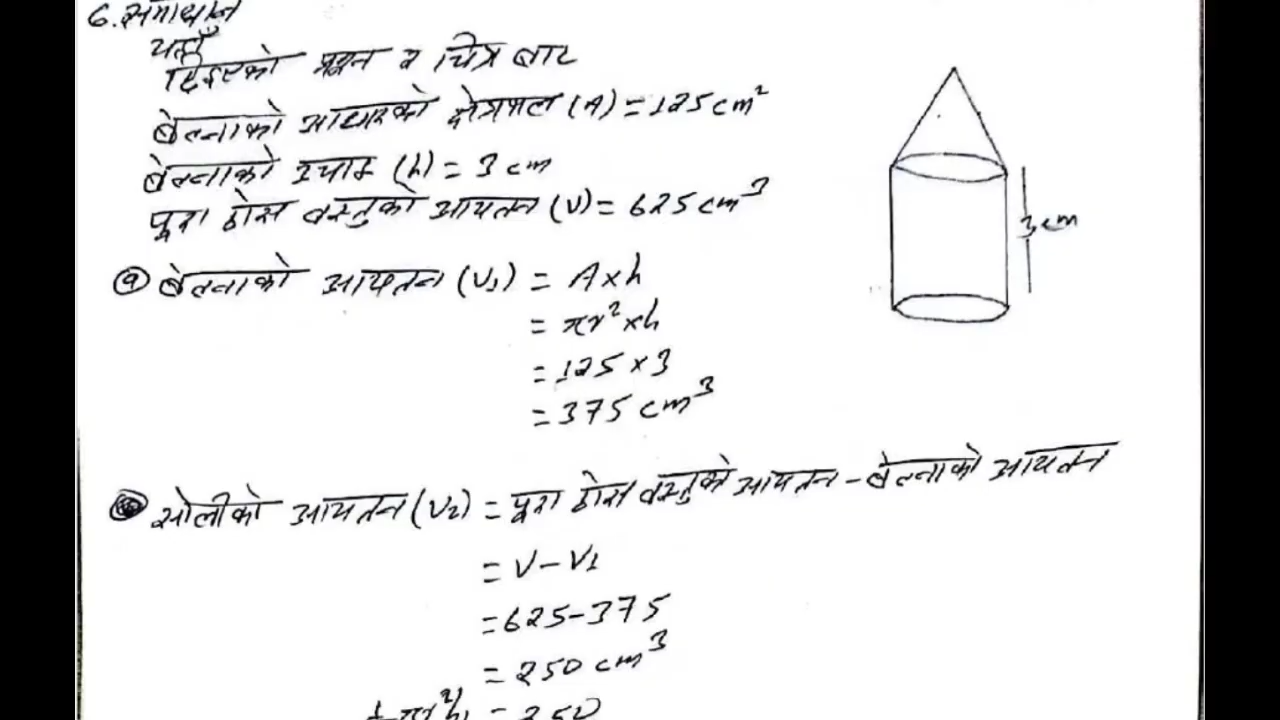 6. समाधान
यहाँ
दिइएको प्रश्न र चित्र बाट
बेलनाको आधारको क्षेत्रफल (A) = 125 cm²
बेलनाको उचाइ (h) = 3 cm
पूरा ठोस वस्तुको आयतन (V) = 625 cm³
3 cm
(a) बेलनाको आयतन (V₁) = A × h
= πr² × h
= 125 × 3
= 375 cm³
सोलीको आयतन (V₂) = पूरा ठोस वस्तुको आयतन - बेलनाको आयतन
= V - V₁
= 625 - 375
= 250 cm³
= 250